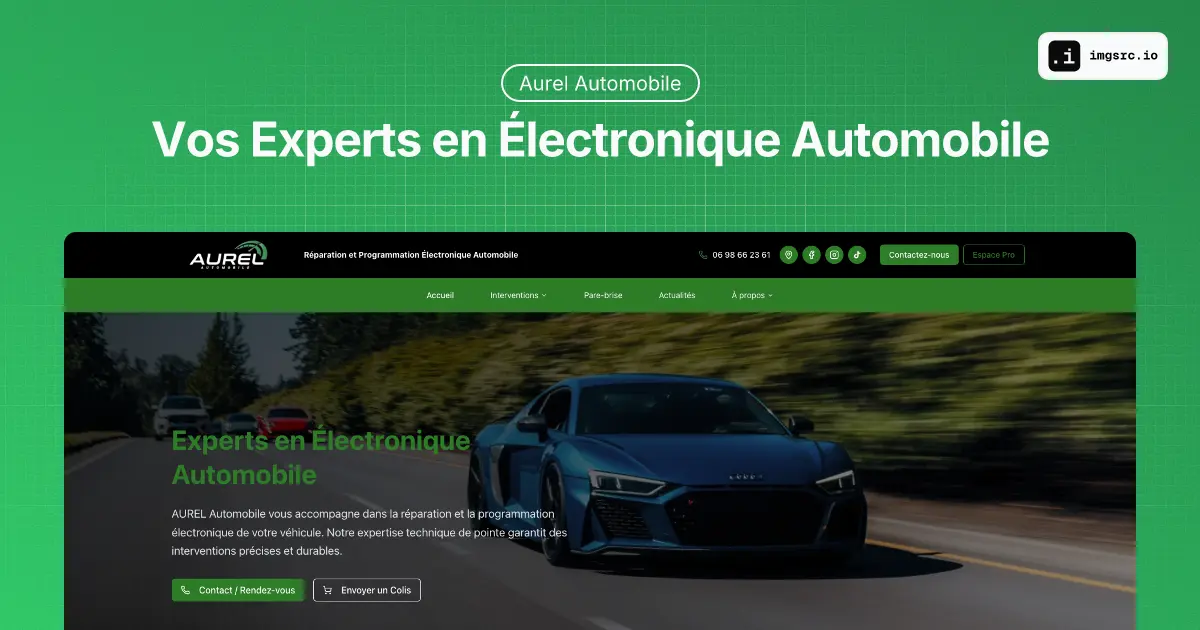 .i imgsrc.io
Aurel Automobile
Vos Experts en Électronique Automobile
AUREL
AUTOMOBILE
Réparation et Programmation Électronique Automobile
06 98 66 23 61
Contactez-nous
Espace Pro
Accueil
Interventions
Pare-brise
Actualités
À propos
Experts en Électronique
Automobile
AUREL Automobile vous accompagne dans la réparation et la programmation
électronique de votre véhicule. Notre expertise technique de pointe garantit des
interventions précises et durables.
Contact / Rendez-vous
Envoyer un Colis